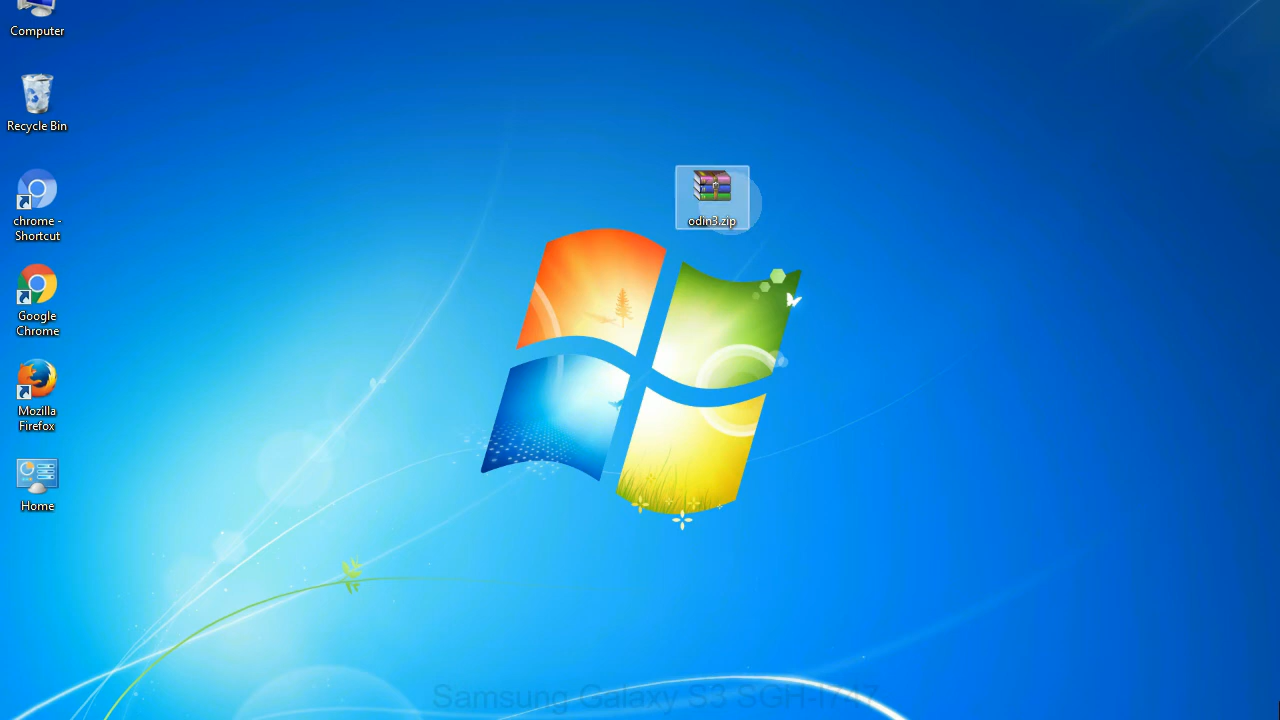 Computer
Recycle Bin
chrome -
Shortcut
Google
Chrome
Mozilla
Firefox
Home
odin3.zip
Samsung Galaxy S3 SGH-I747